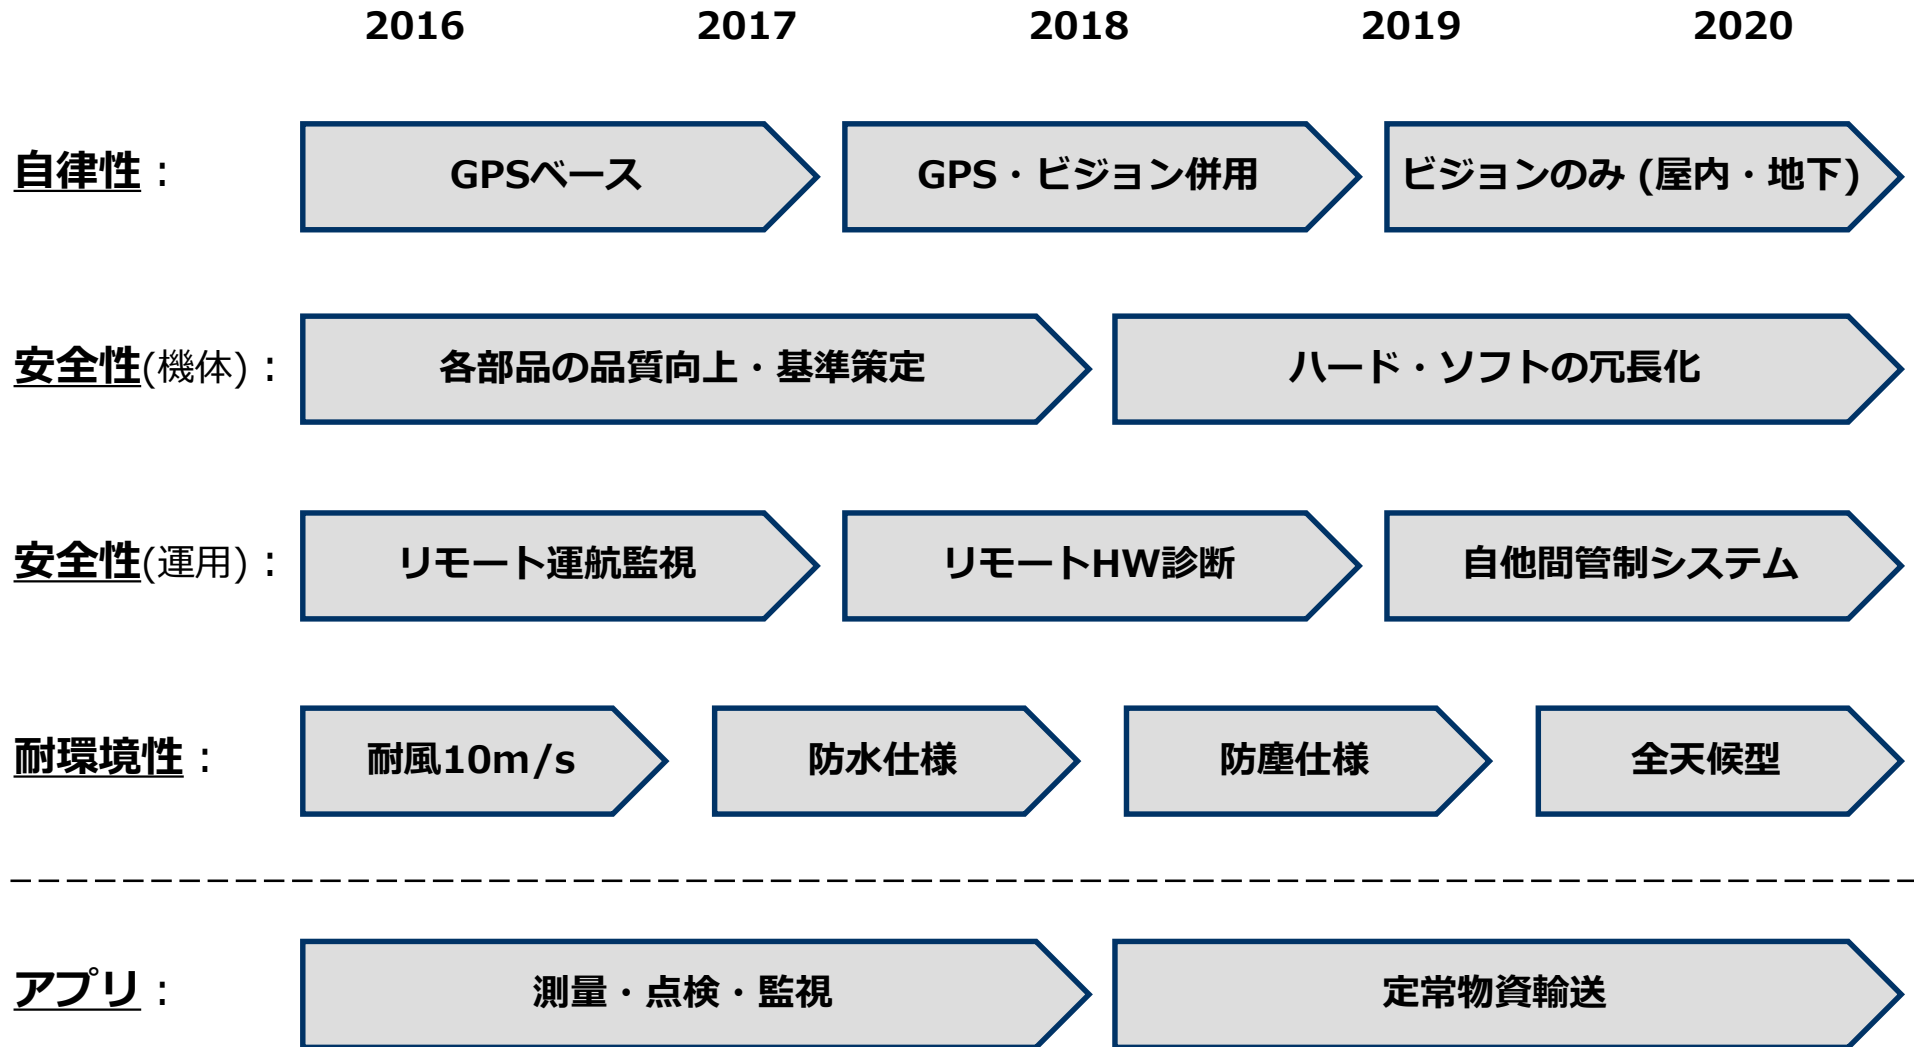 2016 2017 2018 2019 2020
自律性： GPSベース GPS・ビジョン併用 ビジョンのみ (屋内・地下)
安全性(機体)： 各部品の品質向上・基準策定 ハード・ソフトの冗長化
安全性(運用)： リモート運航監視 リモートHW診断 自他間管制システム
耐環境性： 耐風10m/s 防水仕様 防塵仕様 全天候型
アプリ： 測量・点検・監視 定常物資輸送